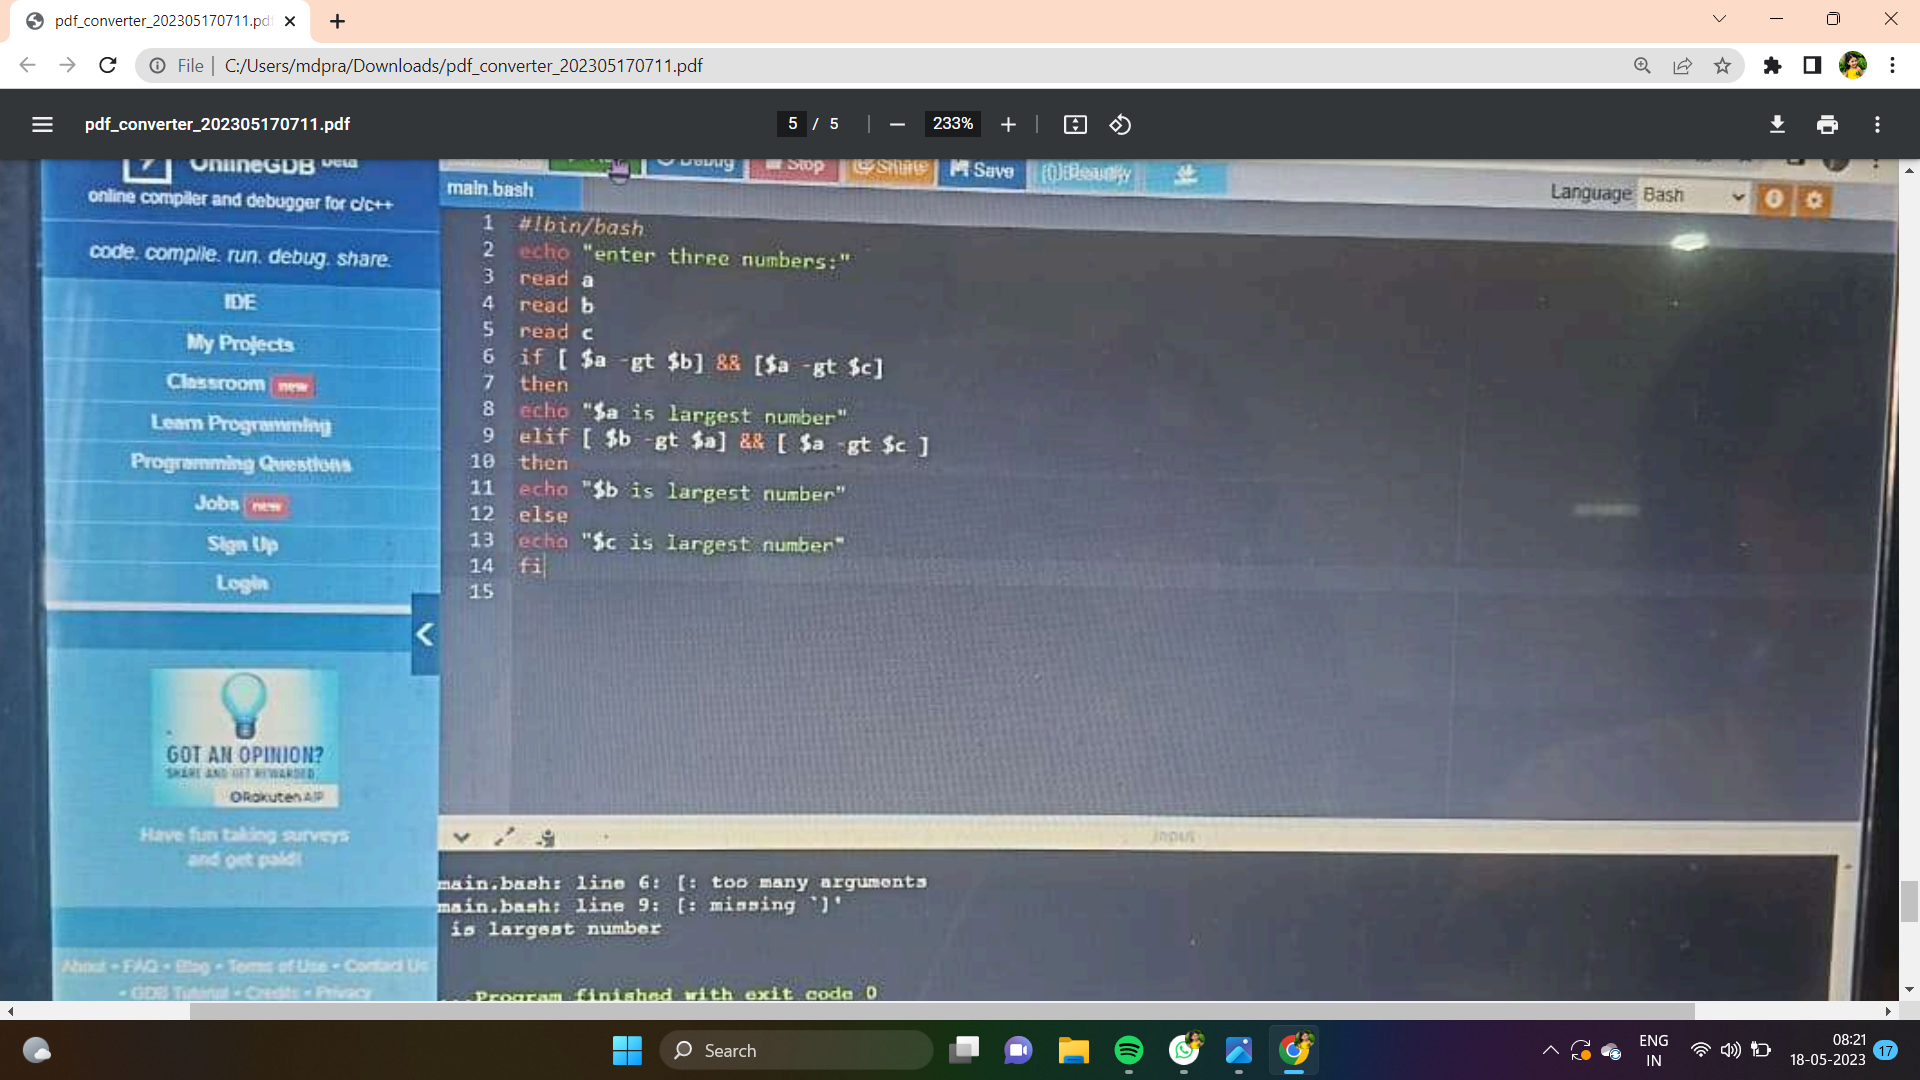 pdf_converter_202305170711.pd
File
C:/Users/mdpra/Downloads/pdf_converter_202305170711.pdf
pdf_converter_202305170711.pdf
5 / 5
233%
OnlineGDB beta
online compiler and debugger for c/c++
code. compile. run. debug. share.
IDE
My Projects
Classroom new
Learn Programming
Programming Questions
Jobs new
Sign Up
Login
GOT AN OPINION?
SHARE AND GET REWARDED
Rakuten AIP
Have fun taking surveys
and get paid!
About • FAQ • Blog • Terms of Use • Contact Us
• GDB Tutorial • Credits • Privacy
Run Debug Stop Share Save {} Beautify
Language Bash
main.bash
1 #!bin/bash
2 echo "enter three numbers:"
3 read a
4 read b
5 read c
6 if [ $a -gt $b] && [$a -gt $c]
7 then
8 echo "$a is largest number"
9 elif [ $b -gt $a] && [ $a -gt $c ]
10 then
11 echo "$b is largest number"
12 else
13 echo "$c is largest number"
14 fi
15
input
main.bash: line 6: [: too many arguments
main.bash: line 9: [: missing `]'
is largest number
...Program finished with exit code 0
Search
ENG
IN
08:21
18-05-2023
17